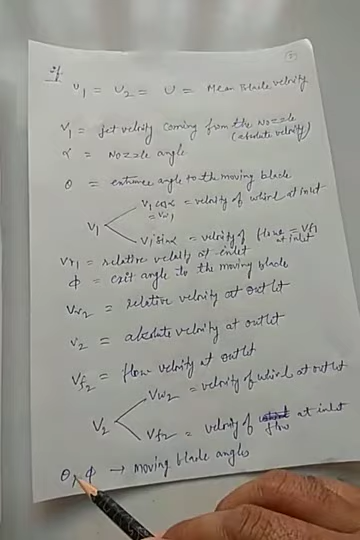 (5)
if
u1 = u2 = U = Mean Blade velocity
V1 = jet velocity coming from the Nozzle
(absolute velocity)
α = Nozzle angle
θ = entrance angle to the moving blade
V1 cosα = velocity of whirl at inlet
= Vw1
V1
V1 sinα = velocity of flow = Vf1
at inlet
Vr1 = relative velocity at inlet
φ = exit angle to the moving blade
Vr2 = relative velocity at outlet
V2 = absolute velocity at outlet
Vf2 = flow velocity at outlet
Vw2 = velocity of whirl at outlet
V2
Vf2 = velocity of flow at inlet
θ, φ → moving blade angles